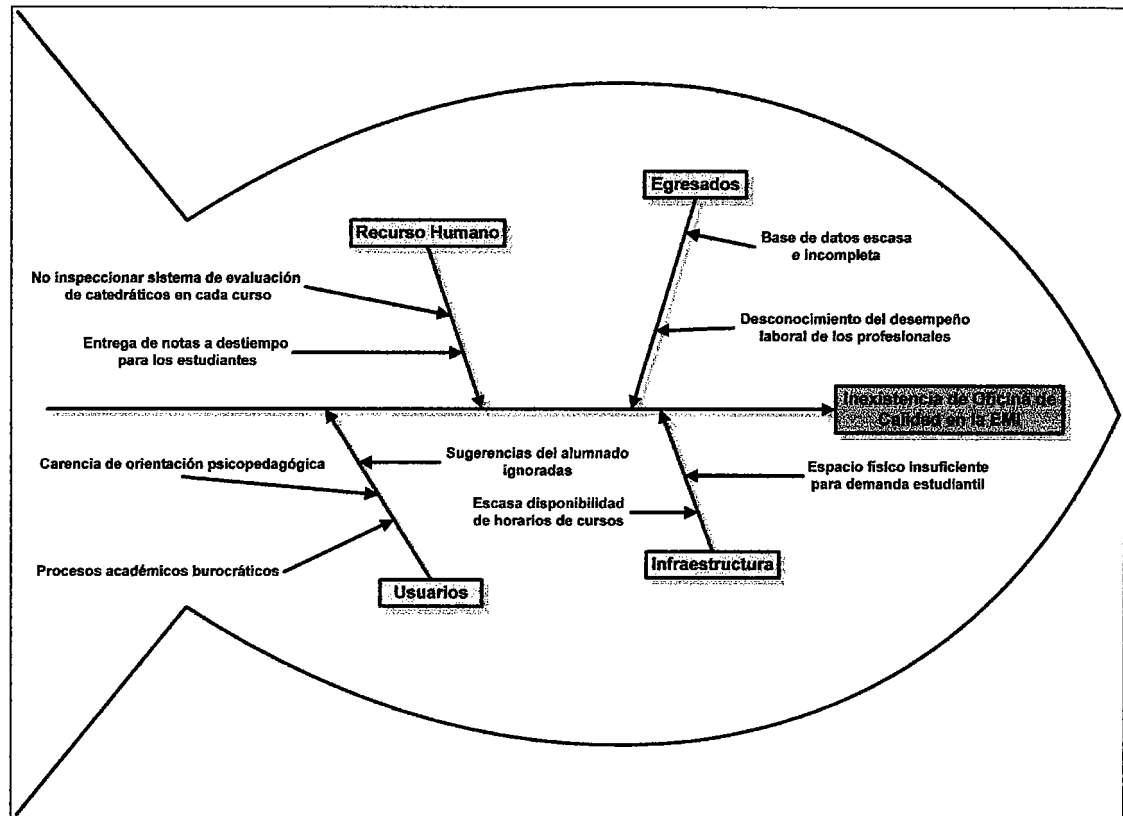 Egresados
Recurso Humano
Base de datos escasa
e incompleta
No inspeccionar sistema de evaluación
de catedráticos en cada curso
Entrega de notas a destiempo
para los estudiantes
Desconocimiento del desempeño
laboral de los profesionales
Inexistencia de Oficina de
Calidad en la EMI
Carencia de orientación psicopedagógica
Sugerencias del alumnado
ignoradas
Espacio físico insuficiente
para demanda estudiantil
Escasa disponibilidad
de horarios de cursos
Procesos académicos burocráticos
Infraestructura
Usuarios